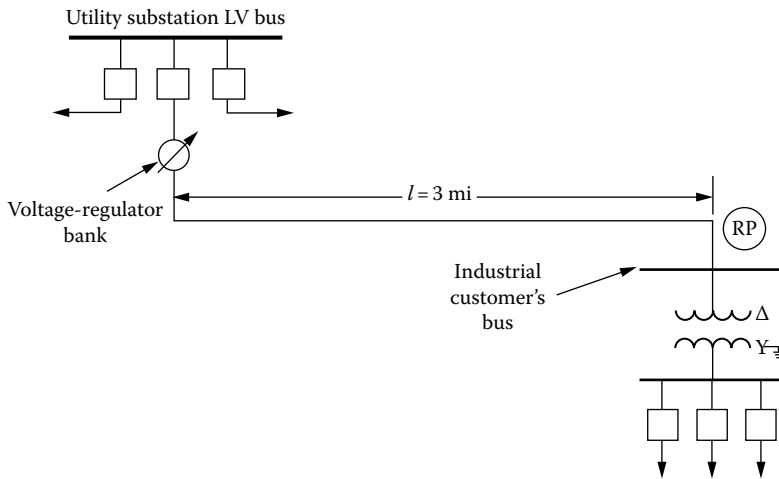 Utility substation LV bus
l = 3 mi
Voltage-regulator
bank
RP
Industrial
customer's
bus
Δ
Y